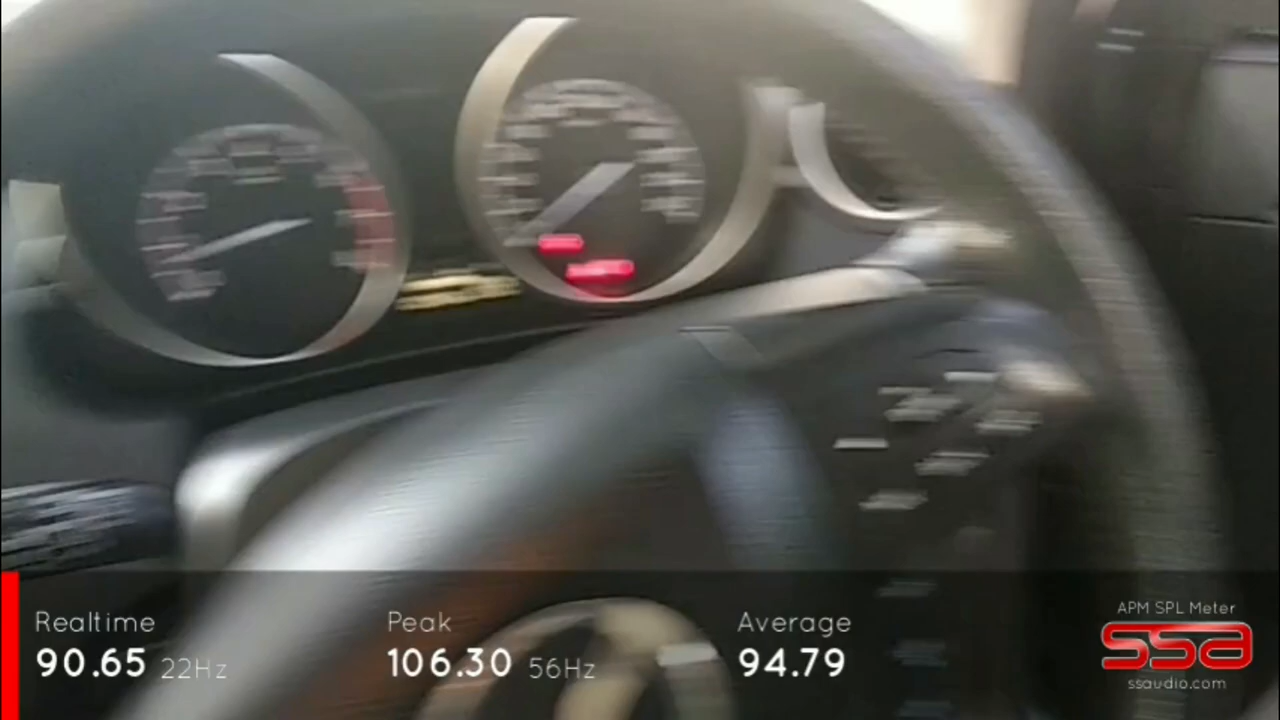 Realtime
90.65 22Hz
Peak
106.30 56Hz
Average
94.79
APM SPL Meter
ssa
ssaudio.com